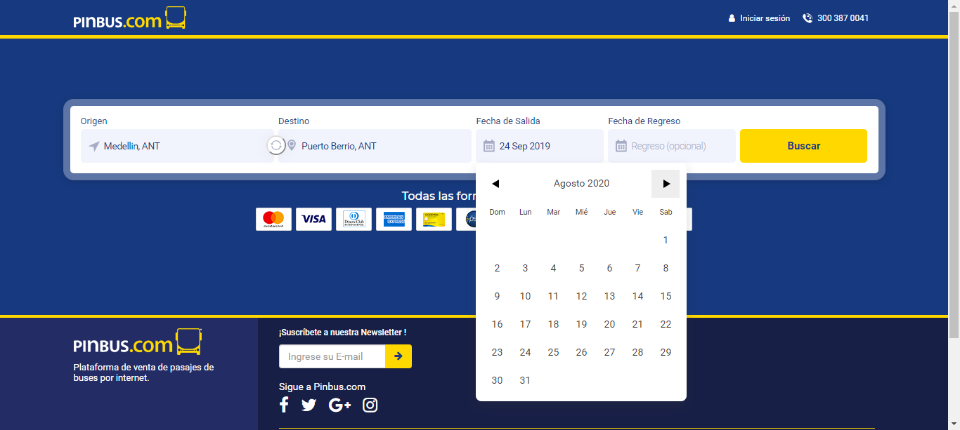 PINBUS.com
Iniciar sesión 300 387 0041
Origen Destino Fecha de Salida Fecha de Regreso
Medellin, ANT Puerto Berrio, ANT 24 Sep 2019 Regreso (opcional) Buscar
Agosto 2020
Todas las for
VISA
Dom Lun Mar Mié Jue Vie Sab
1
2 3 4 5 6 7 8
9 10 11 12 13 14 15
16 17 18 19 20 21 22
23 24 25 26 27 28 29
30 31
PINBUS.com
Plataforma de venta de pasajes de
buses por internet.
¡Suscríbete a nuestra Newsletter !
Ingrese su E-mail
Sigue a Pinbus.com